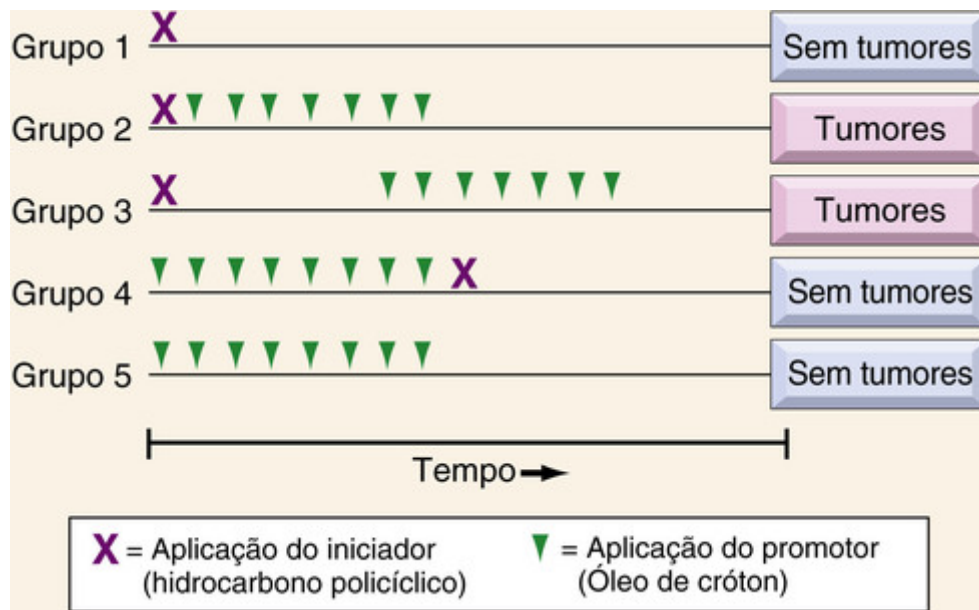 Grupo 1 X Sem tumores
Grupo 2 X Tumores
Grupo 3 X Tumores
Grupo 4 X Sem tumores
Grupo 5 Sem tumores
Tempo
X = Aplicação do iniciador
(hidrocarbono policíclico)
= Aplicação do promotor
(Óleo de cróton)